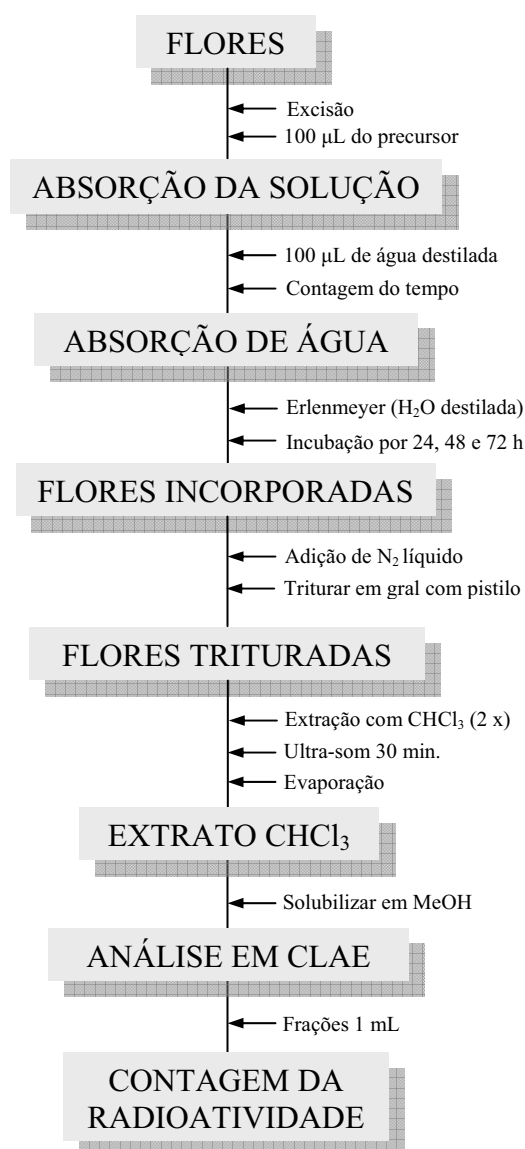 FLORES
Excisão
100 μL do precursor
ABSORÇÃO DA SOLUÇÃO
100 μL de água destilada
Contagem do tempo
ABSORÇÃO DE ÁGUA
Erlenmeyer (H₂O destilada)
Incubação por 24, 48 e 72 h
FLORES INCORPORADAS
Adição de N₂ líquido
Triturar em gral com pistilo
FLORES TRITURADAS
Extração com CHCl₃ (2 x)
Ultra-som 30 min.
Evaporação
EXTRATO CHCl₃
Solubilizar em MeOH
ANÁLISE EM CLAE
Frações 1 mL
CONTAGEM DA
RADIOATIVIDADE